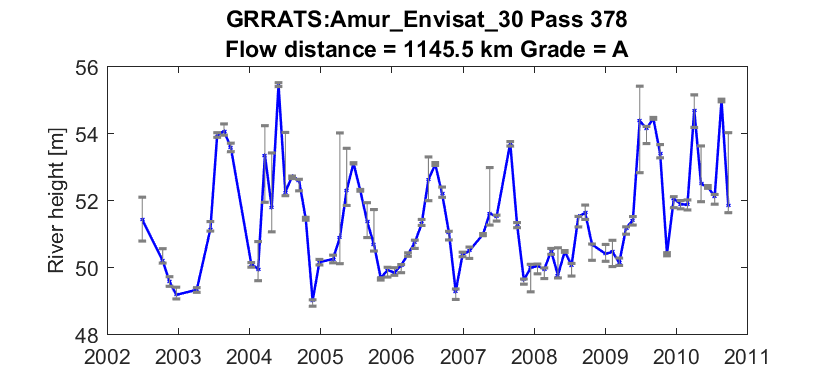 GRRATS:Amur_Envisat_30 Pass 378
Flow distance = 1145.5 km Grade = A
56
54
52
50
48
River height [m]
2002 2003 2004 2005 2006 2007 2008 2009 2010 2011